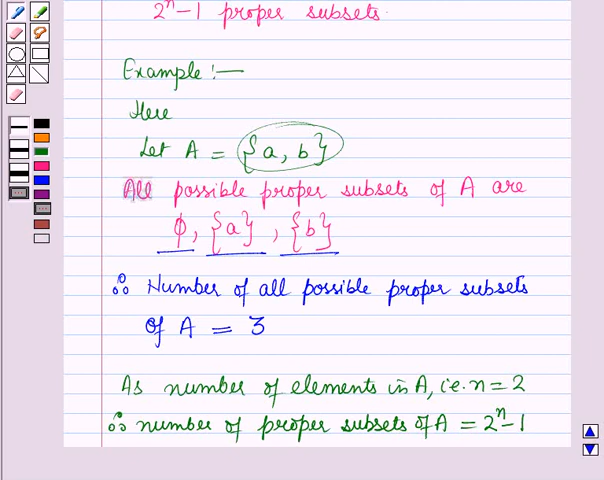 2ⁿ-1 proper subsets.
Example :—
Here
Let A = {a, b}
All possible proper subsets of A are
ϕ, {a}, {b}
∴ Number of all possible proper subsets
of A = 3
As number of elements in A, i.e. n = 2
∴ number of proper subsets of A = 2ⁿ-1